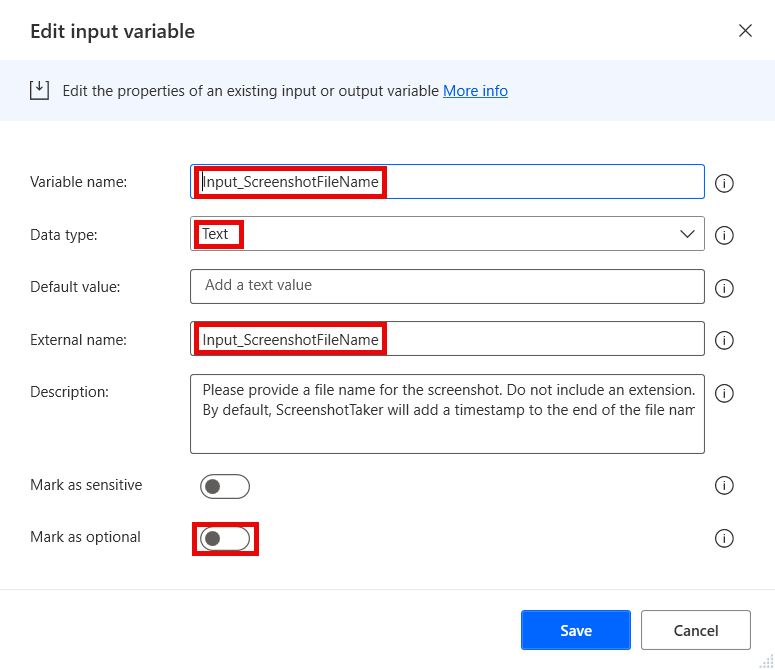 Edit input variable
Edit the properties of an existing input or output variable More info
Variable name:
Input_ScreenshotFileName
Data type:
Text
Default value:
Add a text value
External name:
Input_ScreenshotFileName
Description:
Please provide a file name for the screenshot. Do not include an extension.
By default, ScreenshotTaker will add a timestamp to the end of the file nam
Mark as sensitive
Mark as optional
Save
Cancel